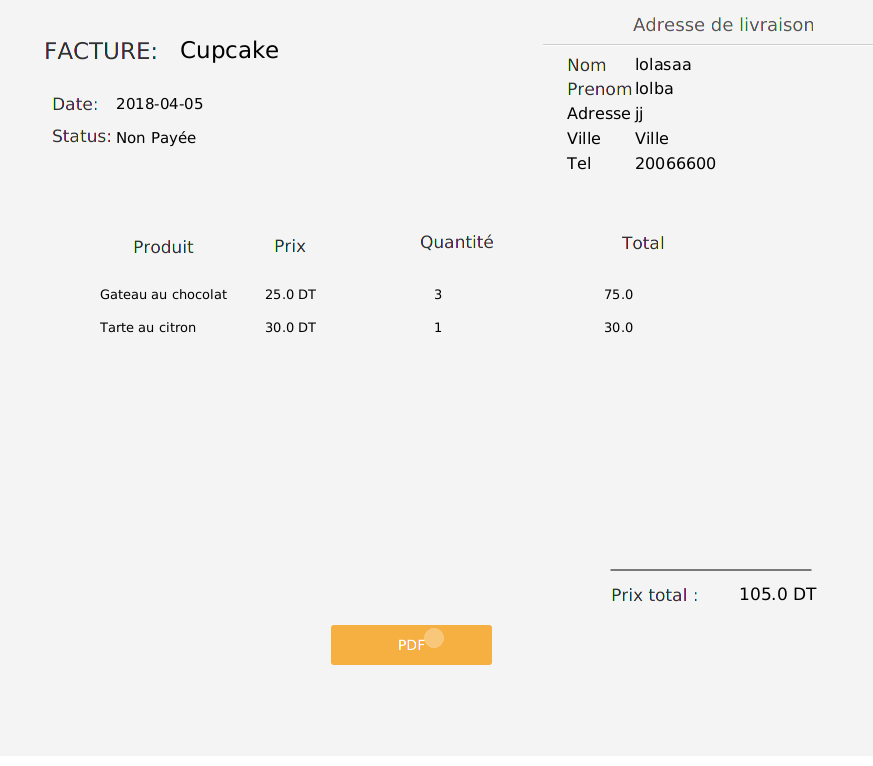 FACTURE: Cupcake
Date: 2018-04-05
Status: Non Payée
Adresse de livraison
Nom lolasaa
Prenom lolba
Adresse jj
Ville Ville
Tel 20066600
Produit Prix Quantité Total
Gateau au chocolat 25.0 DT 3 75.0
Tarte au citron 30.0 DT 1 30.0
Prix total : 105.0 DT
PDF